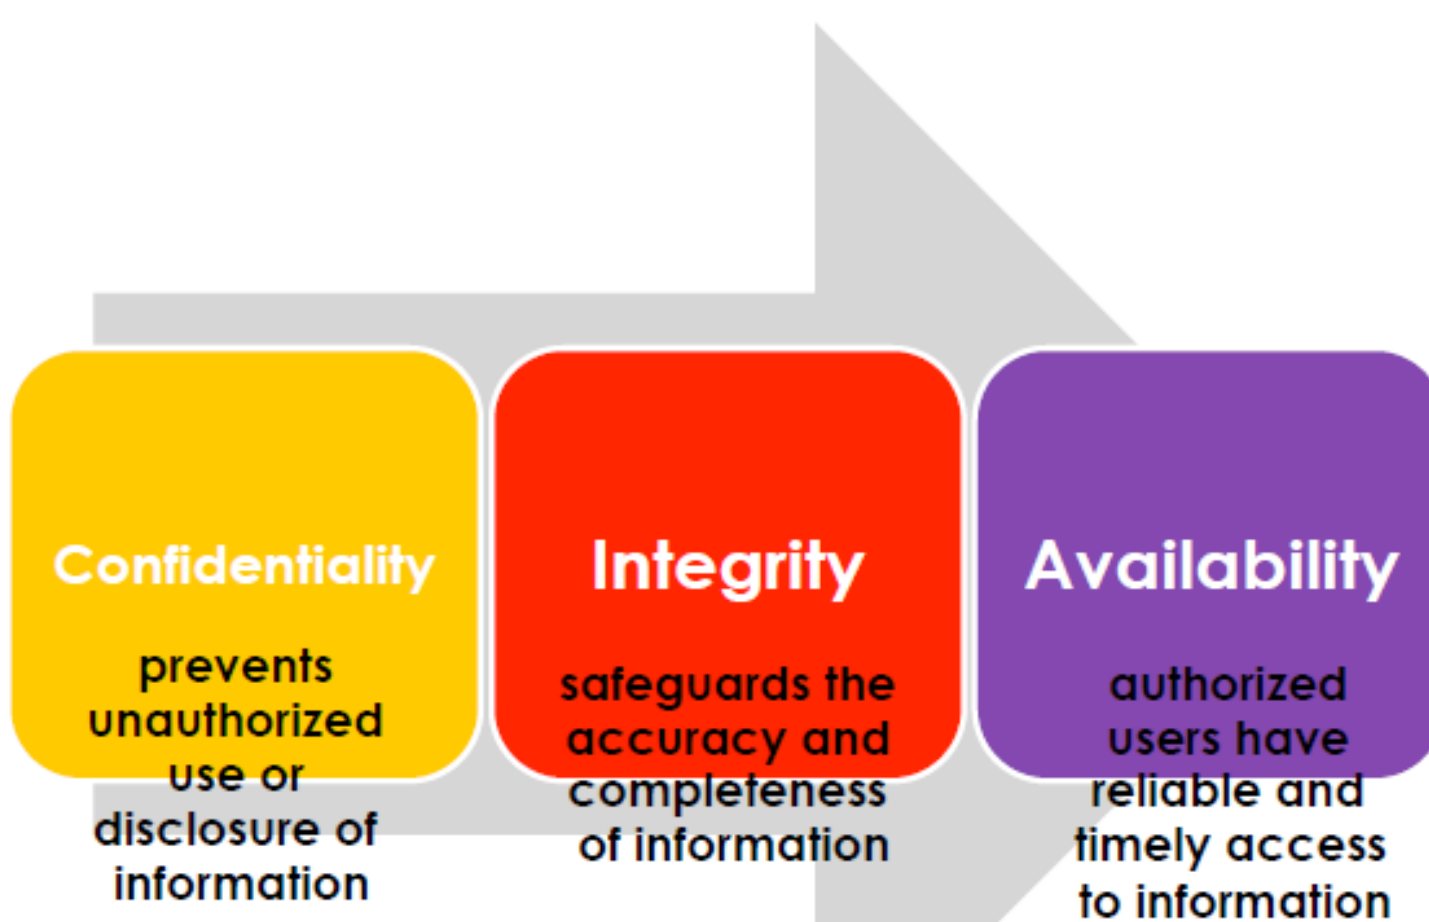 Confidentiality
prevents
unauthorized
use or
disclosure of
information
Integrity
safeguards the
accuracy and
completeness
of information
Availability
authorized
users have
reliable and
timely access
to information